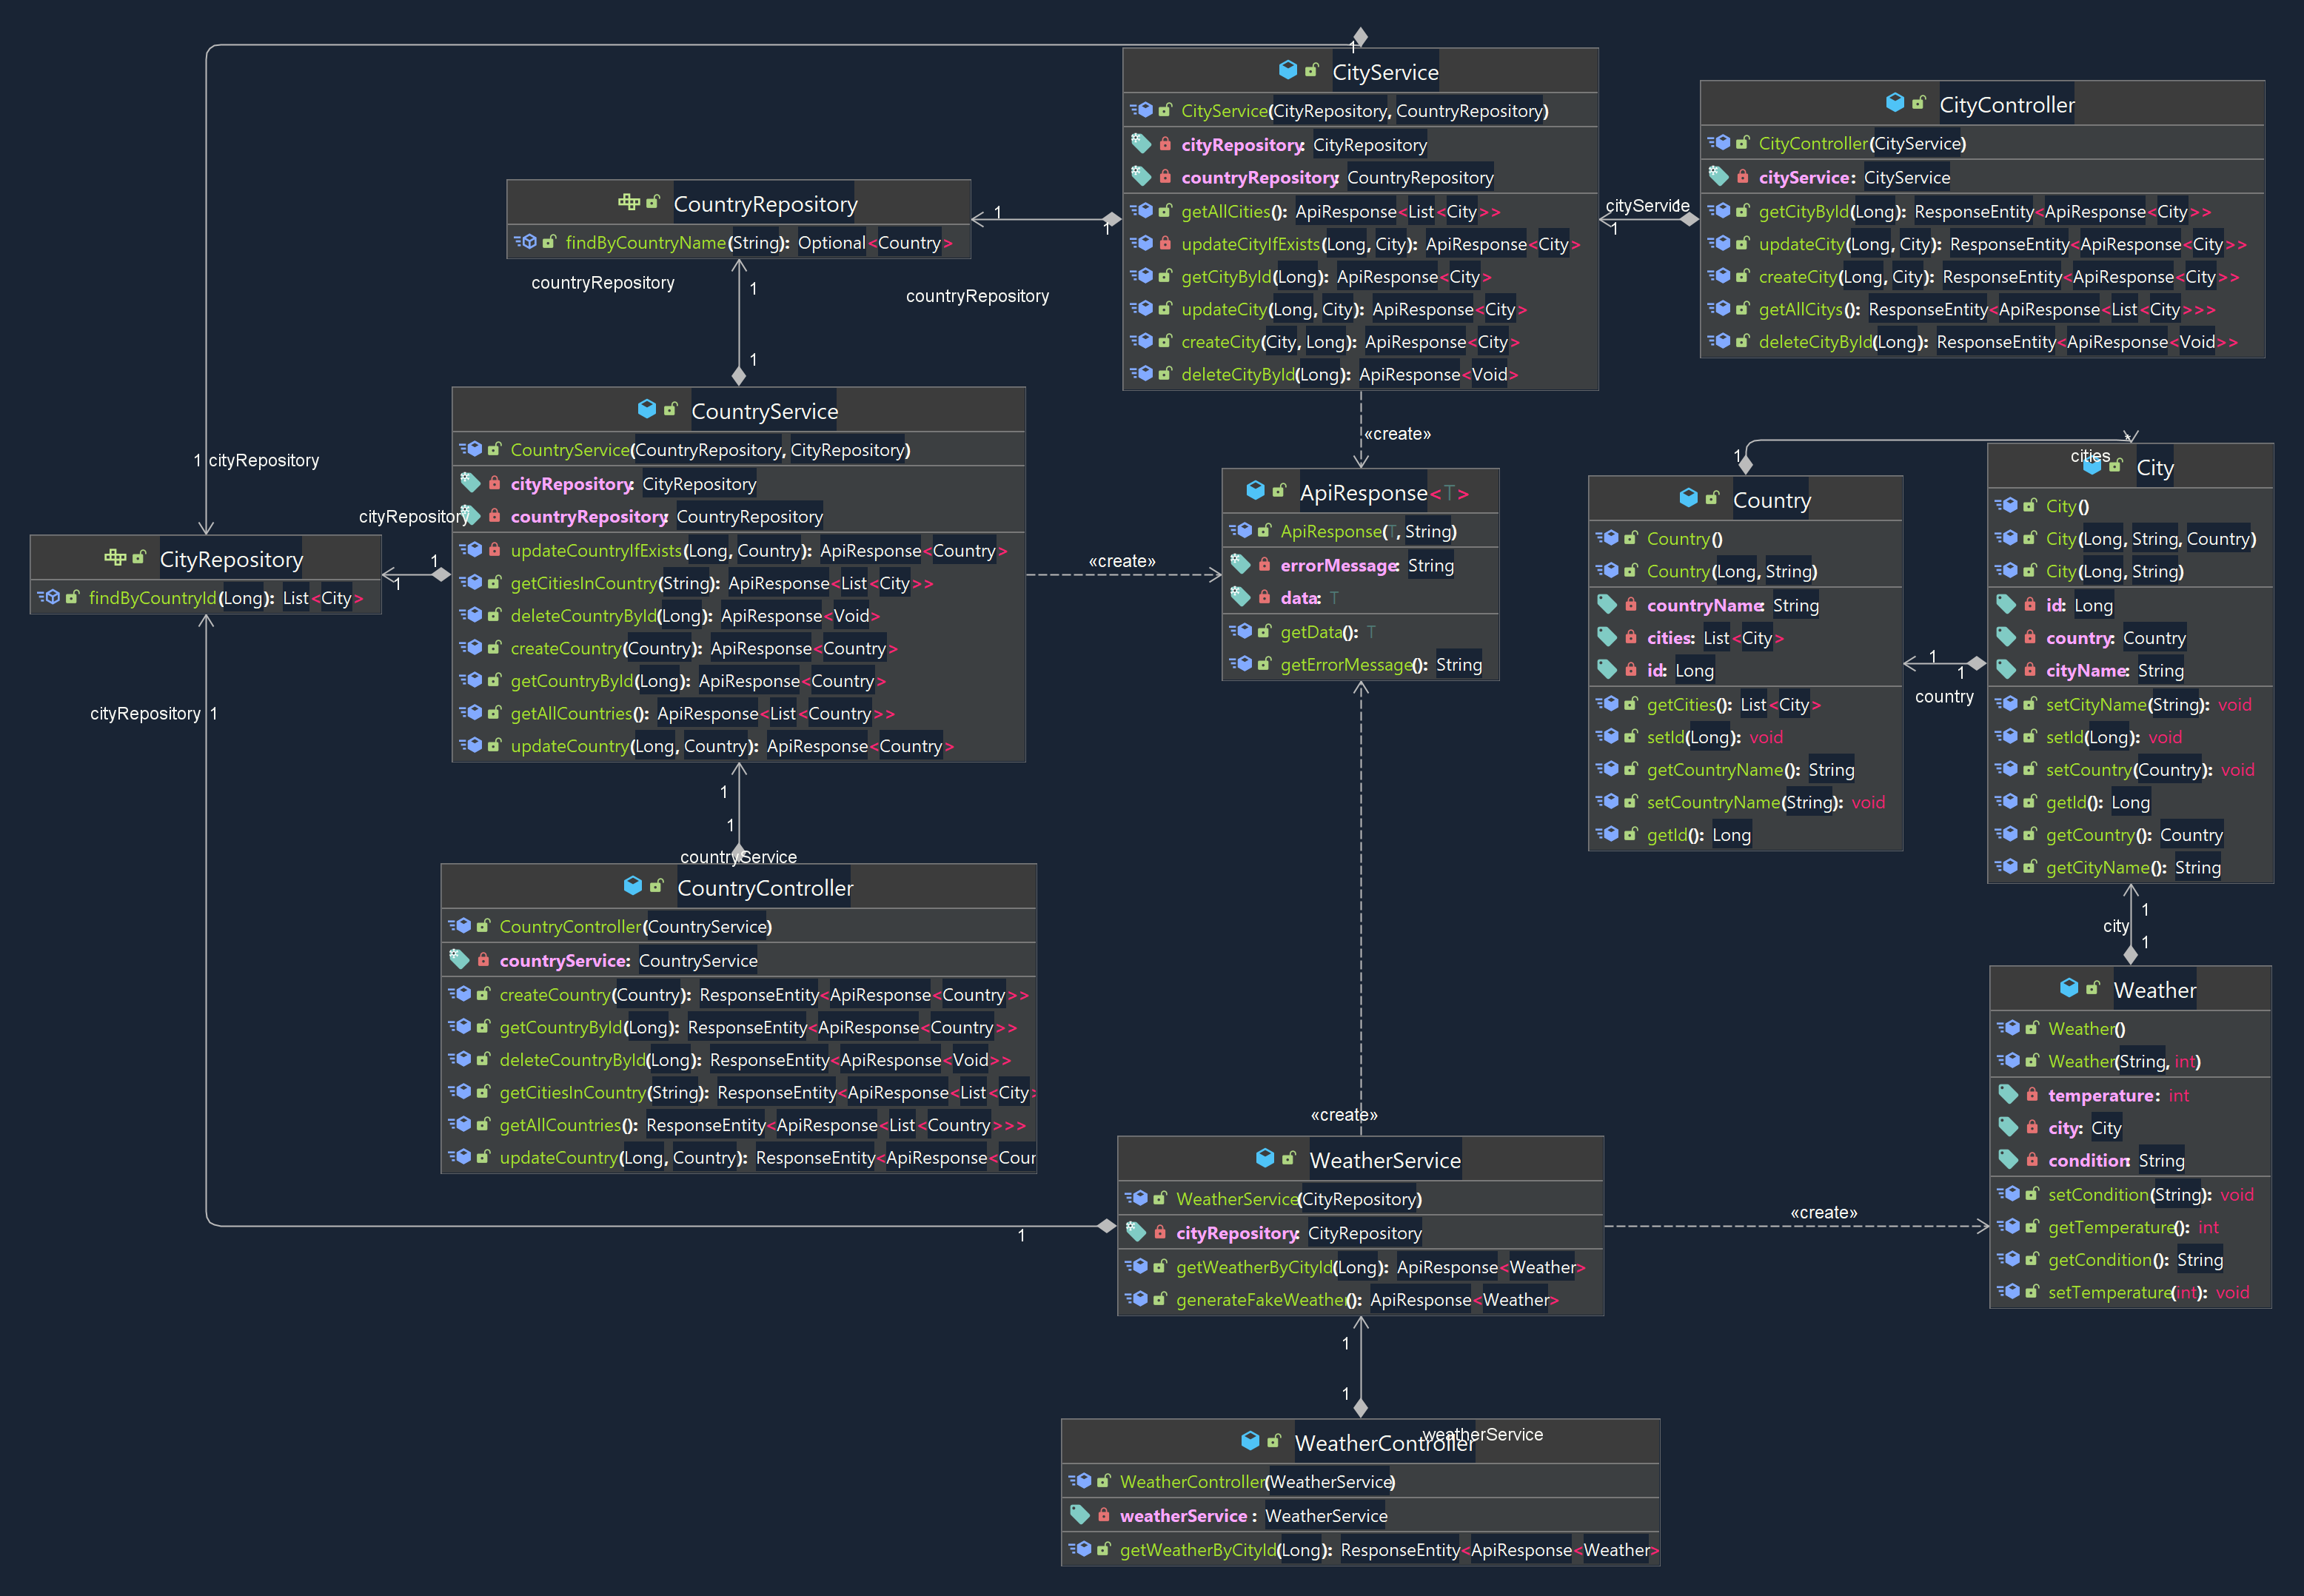 1
CityService
CityService(CityRepository, CountryRepository)
cityRepository: CityRepository
countryRepository: CountryRepository
getAllCities(): ApiResponse<List<City>>
updateCityIfExists(Long, City): ApiResponse<City>
getCityById(Long): ApiResponse<City>
updateCity(Long, City): ApiResponse<City>
createCity(City, Long): ApiResponse<City>
deleteCityById(Long): ApiResponse<Void>
cityService
1
1
CityController
CityController(CityService)
cityService: CityService
getCityById(Long): ResponseEntity<ApiResponse<City>>
updateCity(Long, City): ResponseEntity<ApiResponse<City>>
createCity(Long, City): ResponseEntity<ApiResponse<City>>
getAllCitys(): ResponseEntity<ApiResponse<List<City>>>
deleteCityById(Long): ResponseEntity<ApiResponse<Void>>
CountryRepository
findByCountryName(String): Optional<Country>
1
1
countryRepository
1
countryRepository
1
CountryService
CountryService(CountryRepository, CityRepository)
cityRepository: CityRepository
countryRepository: CountryRepository
updateCountryIfExists(Long, Country): ApiResponse<Country>
getCitiesInCountry(String): ApiResponse<List<City>>
deleteCountryById(Long): ApiResponse<Void>
createCountry(Country): ApiResponse<Country>
getCountryById(Long): ApiResponse<Country>
getAllCountries(): ApiResponse<List<Country>>
updateCountry(Long, Country): ApiResponse<Country>
1 cityRepository
cityRepository
1
1
CityRepository
findByCountryId(Long): List<City>
cityRepository 1
«create»
«create»
ApiResponse<T>
ApiResponse(T, String)
errorMessage: String
data: T
getData(): T
getErrorMessage(): String
1
*
cities
Country
Country()
Country(Long, String)
countryName: String
cities: List<City>
id: Long
getCities(): List<City>
setId(Long): void
getCountryName(): String
setCountryName(String): void
getId(): Long
1
1
country
City
City()
City(Long, String, Country)
City(Long, String)
id: Long
country: Country
cityName: String
setCityName(String): void
setId(Long): void
setCountry(Country): void
getId(): Long
getCountry(): Country
getCityName(): String
1
city
1
1
1
countryService
CountryController
CountryController(CountryService)
countryService: CountryService
createCountry(Country): ResponseEntity<ApiResponse<Country>>
getCountryById(Long): ResponseEntity<ApiResponse<Country>>
deleteCountryById(Long): ResponseEntity<ApiResponse<Void>>
getCitiesInCountry(String): ResponseEntity<ApiResponse<List<City>
getAllCountries(): ResponseEntity<ApiResponse<List<Country>>>
updateCountry(Long, Country): ResponseEntity<ApiResponse<Cour
Weather
Weather()
Weather(String, int)
temperature: int
city: City
condition: String
setCondition(String): void
getTemperature(): int
getCondition(): String
setTemperature(int): void
«create»
WeatherService
WeatherService(CityRepository)
cityRepository: CityRepository
getWeatherByCityId(Long): ApiResponse<Weather>
generateFakeWeather(): ApiResponse<Weather>
1
«create»
1
1
weatherService
WeatherController
WeatherController(WeatherService)
weatherService: WeatherService
getWeatherByCityId(Long): ResponseEntity<ApiResponse<Weather>